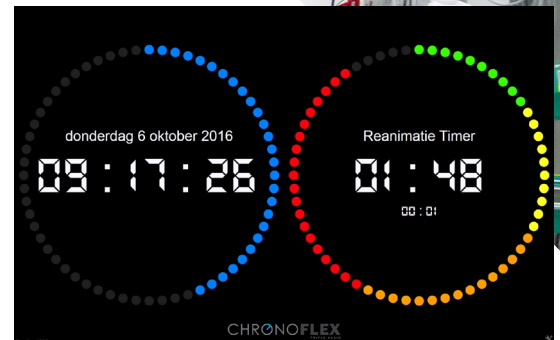 donderdag 6 oktober 2016
09:17:26
Reanimatie Timer
01:48
00:01
CHRONOFLEX